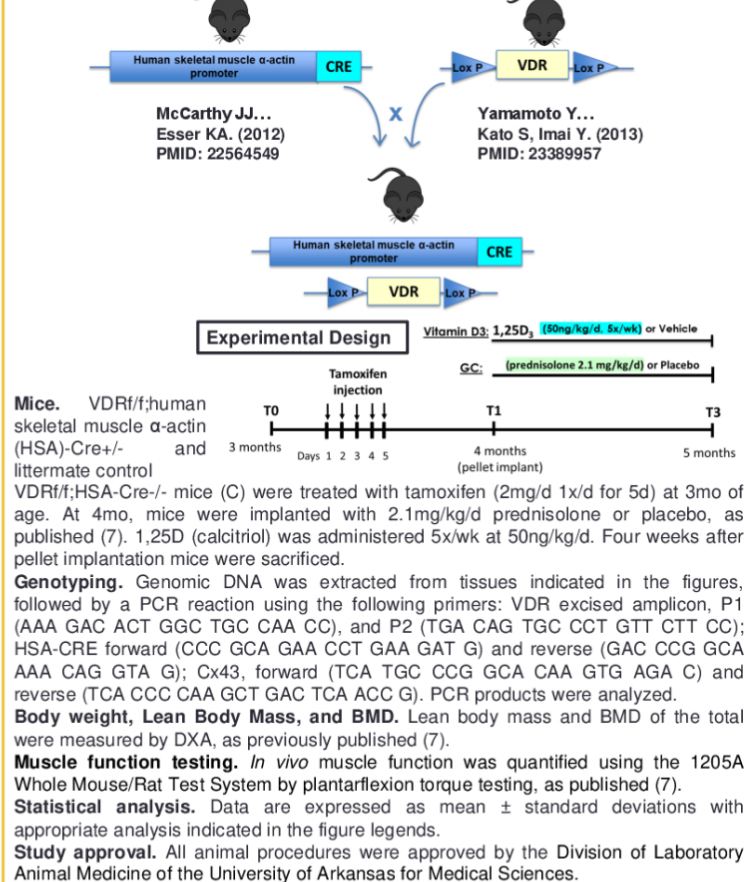 Human skeletal muscle α-actin
promoter
CRE
Lox P
VDR
Lox P
McCarthy JJ…
Esser KA. (2012)
PMID: 22564549
X
Yamamoto Y…
Kato S, Imai Y. (2013)
PMID: 23389957
Human skeletal muscle α-actin
promoter
CRE
Lox P
VDR
Lox P
Experimental Design
Vitamin D3: 1,25D3 (50ng/kg/d. 5x/wk) or Vehicle
GC: (prednisolone 2.1 mg/kg/d) or Placebo
Tamoxifen
injection
T0
T1
T3
3 months
Days 1 2 3 4 5
4 months
(pellet implant)
5 months
Mice. VDRf/f;human
skeletal muscle α-actin
(HSA)-Cre+/- and
littermate control
VDRf/f;HSA-Cre-/- mice (C) were treated with tamoxifen (2mg/d 1x/d for 5d) at 3mo of
age. At 4mo, mice were implanted with 2.1mg/kg/d prednisolone or placebo, as
published (7). 1,25D (calcitriol) was administered 5x/wk at 50ng/kg/d. Four weeks after
pellet implantation mice were sacrificed.
Genotyping. Genomic DNA was extracted from tissues indicated in the figures,
followed by a PCR reaction using the following primers: VDR excised amplicon, P1
(AAA GAC ACT GGC TGC CAA CC), and P2 (TGA CAG TGC CCT GTT CTT CC);
HSA-CRE forward (CCC GCA GAA CCT GAA GAT G) and reverse (GAC CCG GCA
AAA CAG GTA G); Cx43, forward (TCA TGC CCG GCA CAA GTG AGA C) and
reverse (TCA CCC CAA GCT GAC TCA ACC G). PCR products were analyzed.
Body weight, Lean Body Mass, and BMD. Lean body mass and BMD of the total
were measured by DXA, as previously published (7).
Muscle function testing. In vivo muscle function was quantified using the 1205A
Whole Mouse/Rat Test System by plantarflexion torque testing, as published (7).
Statistical analysis. Data are expressed as mean ± standard deviations with
appropriate analysis indicated in the figure legends.
Study approval. All animal procedures were approved by the Division of Laboratory
Animal Medicine of the University of Arkansas for Medical Sciences.